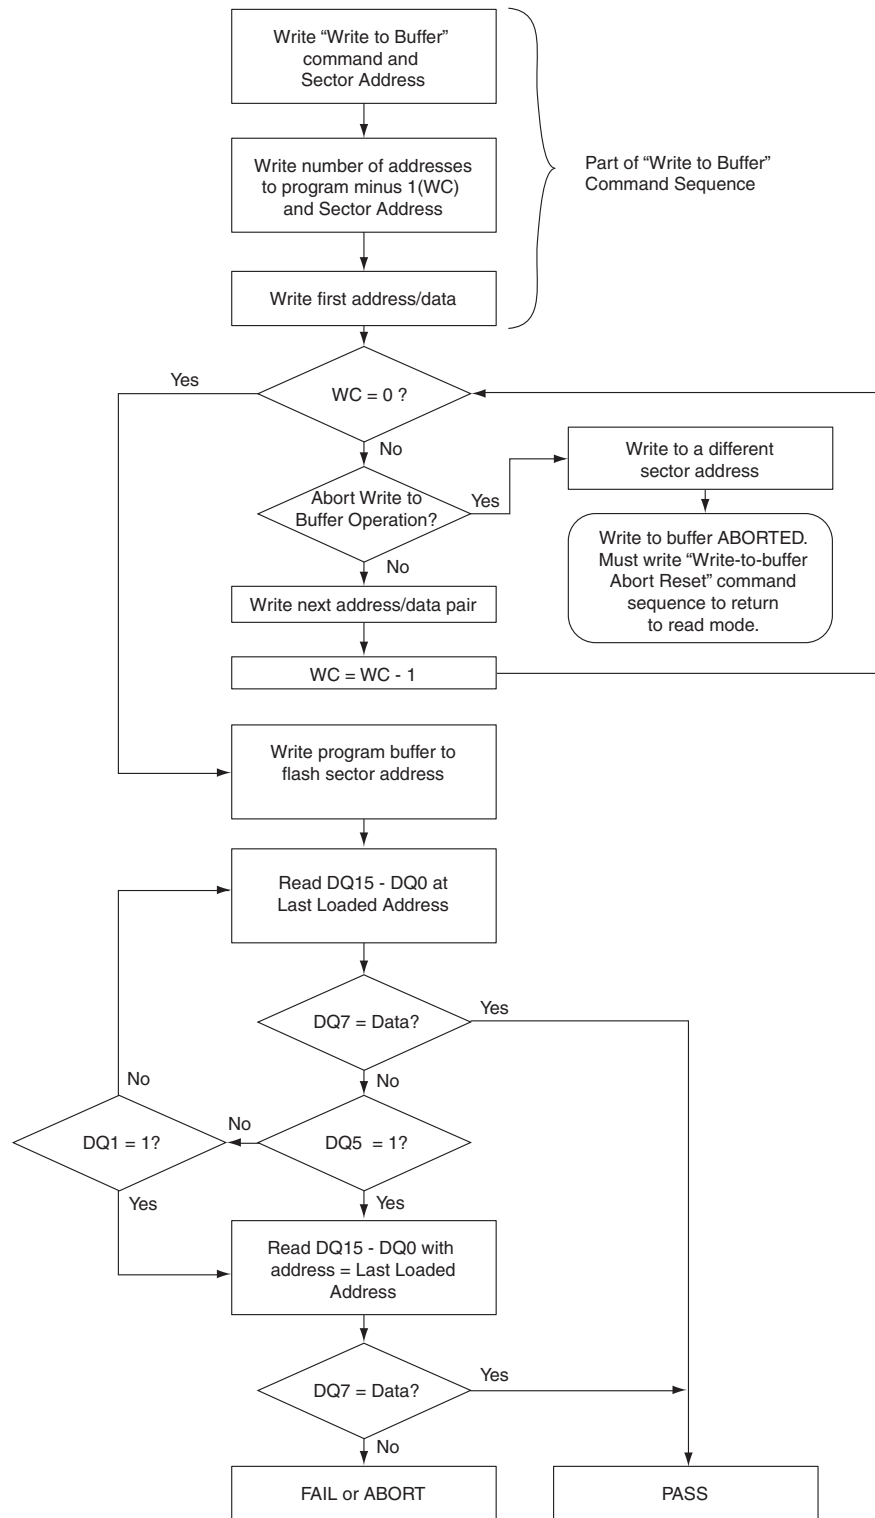 Write “Write to Buffer”
command and
Sector Address
Write number of addresses
to program minus 1(WC)
and Sector Address
Part of “Write to Buffer”
Command Sequence
Write first address/data
Yes
WC = 0 ?
No
Write to a different
sector address
Abort Write to
Buffer Operation?
Yes
Write to buffer ABORTED.
Must write “Write-to-buffer
Abort Reset” command
sequence to return
to read mode.
No
Write next address/data pair
WC = WC - 1
Write program buffer to
flash sector address
Read DQ15 - DQ0 at
Last Loaded Address
Yes
DQ7 = Data?
No
No
No
DQ1 = 1?
DQ5 = 1?
Yes
Yes
Read DQ15 - DQ0 with
address = Last Loaded
Address
Yes
DQ7 = Data?
No
FAIL or ABORT
PASS